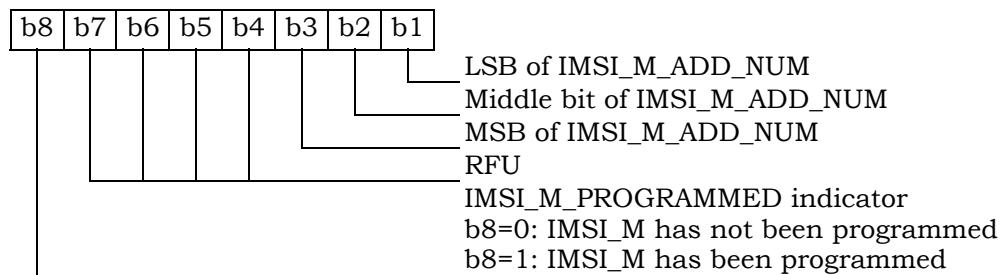 b8 b7 b6 b5 b4 b3 b2 b1
LSB of IMSI_M_ADD_NUM
Middle bit of IMSI_M_ADD_NUM
MSB of IMSI_M_ADD_NUM
RFU
IMSI_M_PROGRAMMED indicator
b8=0: IMSI_M has not been programmed
b8=1: IMSI_M has been programmed